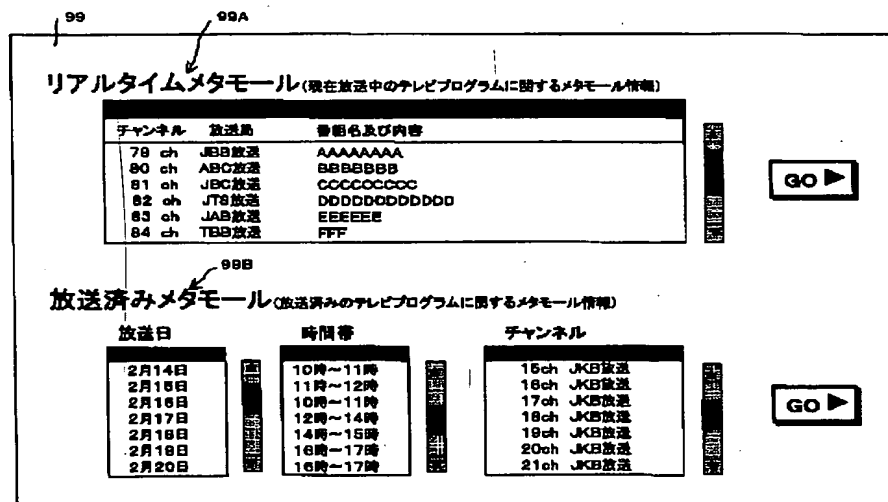 99 99A
リアルタイムメタモール(現在放送中のテレビプログラムに関するメタモール情報)
チャンネル 放送局 番組名及び内容
79 ch JBB放送 AAAAAAAA
80 ch ABC放送 BBBBBBB
81 ch JBC放送 CCCCCCCCC
82 ch JTS放送 DDDDDDDDDDDDD
83 ch JAB放送 EEEEEE
84 ch TBB放送 FFF
GO ▶
99B
放送済みメタモール(放送済みのテレビプログラムに関するメタモール情報)
放送日 時間帯 チャンネル
2月14日 10時〜11時 15ch JKB放送
2月15日 11時〜12時 16ch JKB放送
2月16日 10時〜11時 17ch JKB放送
2月17日 12時〜14時 18ch JKB放送
2月18日 14時〜15時 19ch JKB放送
2月19日 16時〜17時 20ch JKB放送
2月20日 16時〜17時 21ch JKB放送
GO ▶